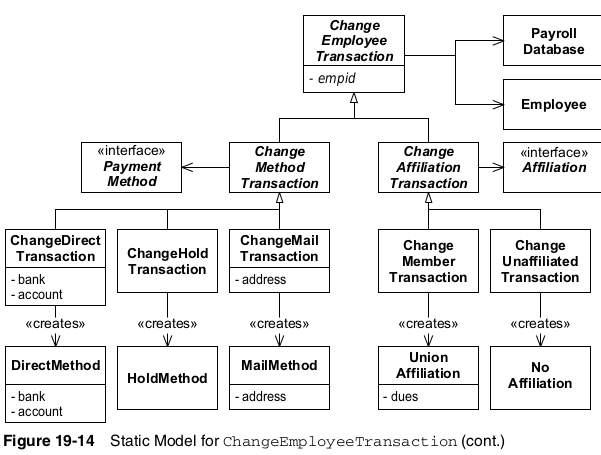 Change
Employee
Transaction
- empid
Payroll
Database
Employee
«interface»
Payment
Method
Change
Method
Transaction
Change
Affiliation
Transaction
«interface»
Affiliation
ChangeDirect
Transaction
- bank
- account
ChangeHold
Transaction
ChangeMail
Transaction
- address
Change
Member
Transaction
Change
Unaffiliated
Transaction
«creates»
«creates»
«creates»
«creates»
«creates»
DirectMethod
- bank
- account
HoldMethod
MailMethod
- address
Union
Affiliation
- dues
No
Affiliation
Figure 19-14 Static Model for ChangeEmployeeTransaction (cont.)